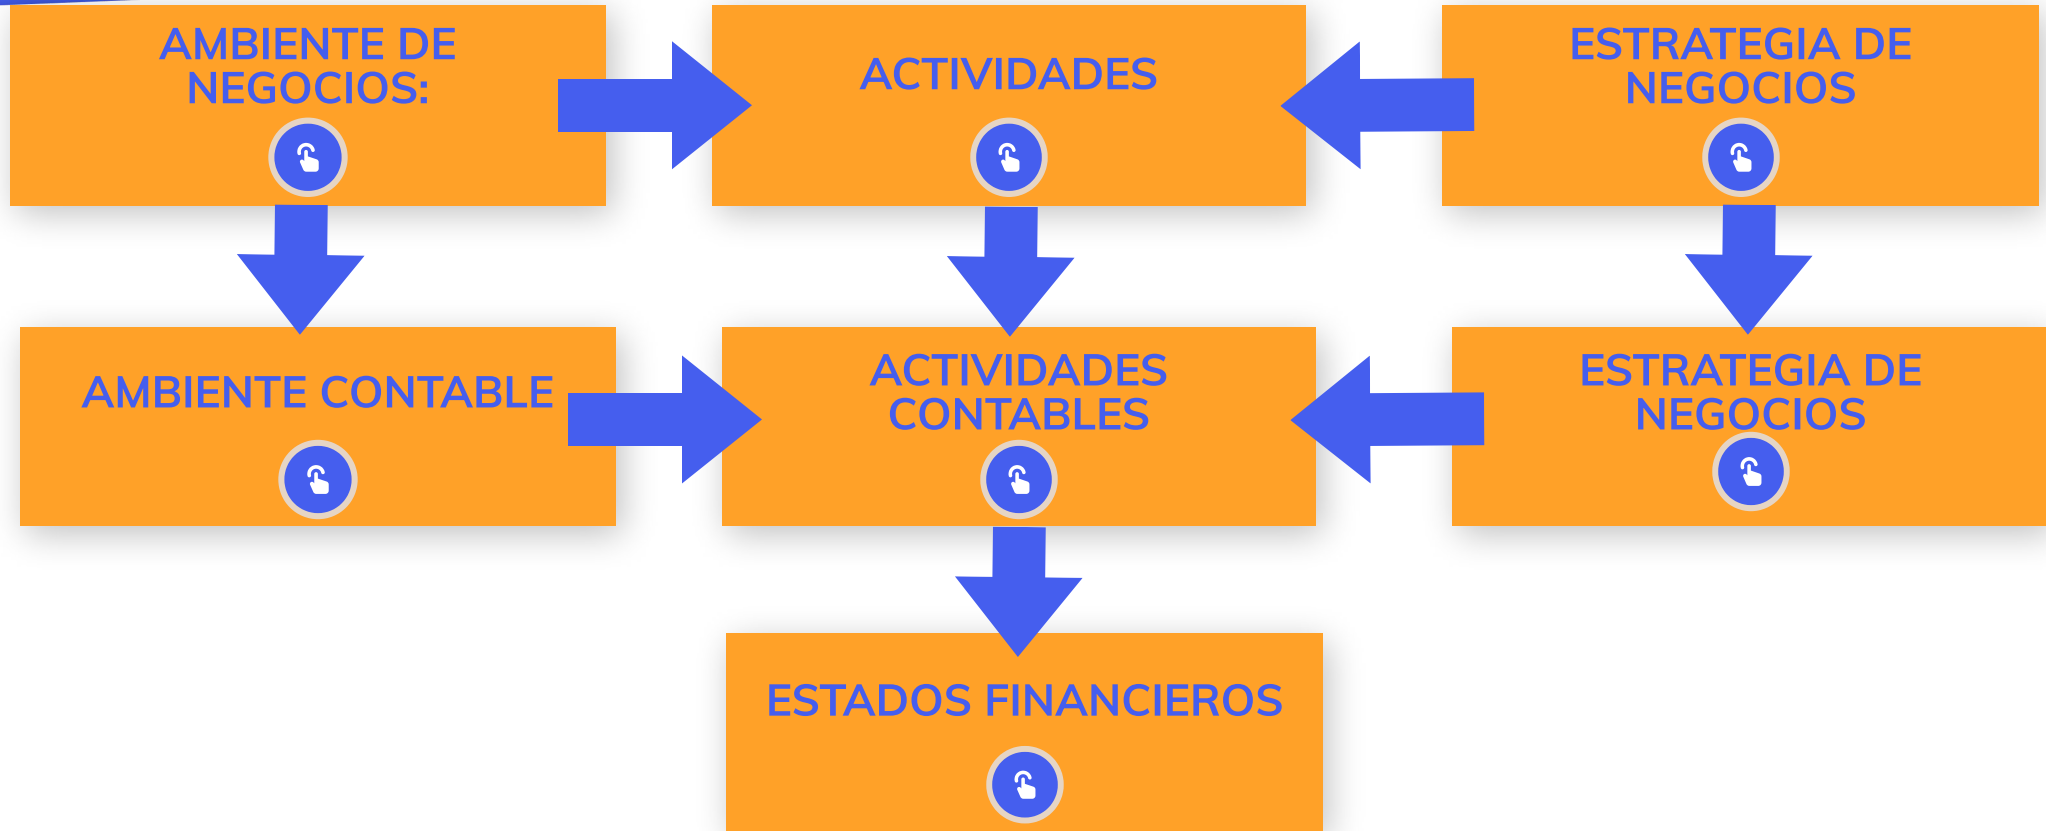 AMBIENTE DE
NEGOCIOS:
ACTIVIDADES
ESTRATEGIA DE
NEGOCIOS
AMBIENTE CONTABLE
ACTIVIDADES
CONTABLES
ESTRATEGIA DE
NEGOCIOS
ESTADOS FINANCIEROS